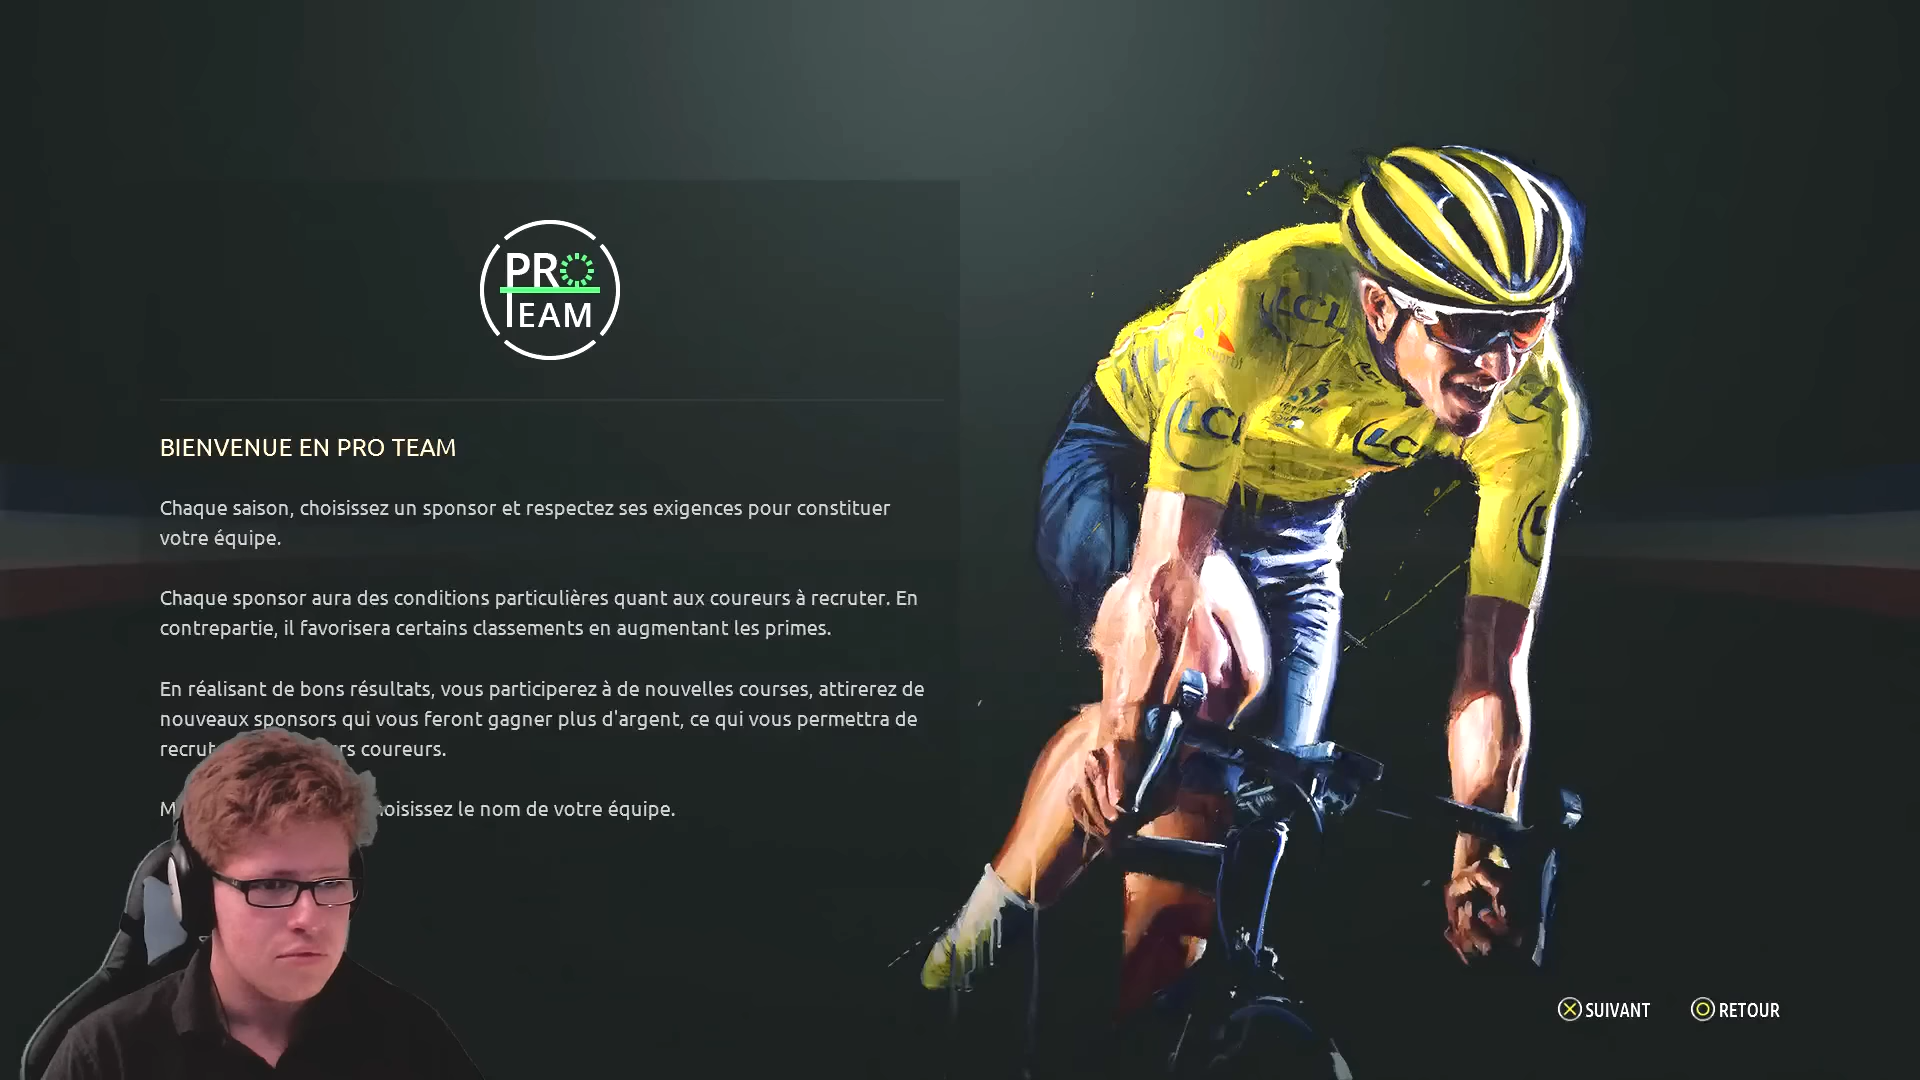 PRO
TEAM
BIENVENUE EN PRO TEAM
Chaque saison, choisissez un sponsor et respectez ses exigences pour constituer
votre équipe.
Chaque sponsor aura des conditions particulières quant aux coureurs à recruter. En
contrepartie, il favorisera certains classements en augmentant les primes.
En réalisant de bons résultats, vous participerez à de nouvelles courses, attirerez de
nouveaux sponsors qui vous feront gagner plus d'argent, ce qui vous permettra de
coureurs.
le nom de votre équipe.
LCL
LCL
LCL
SUIVANT
RETOUR